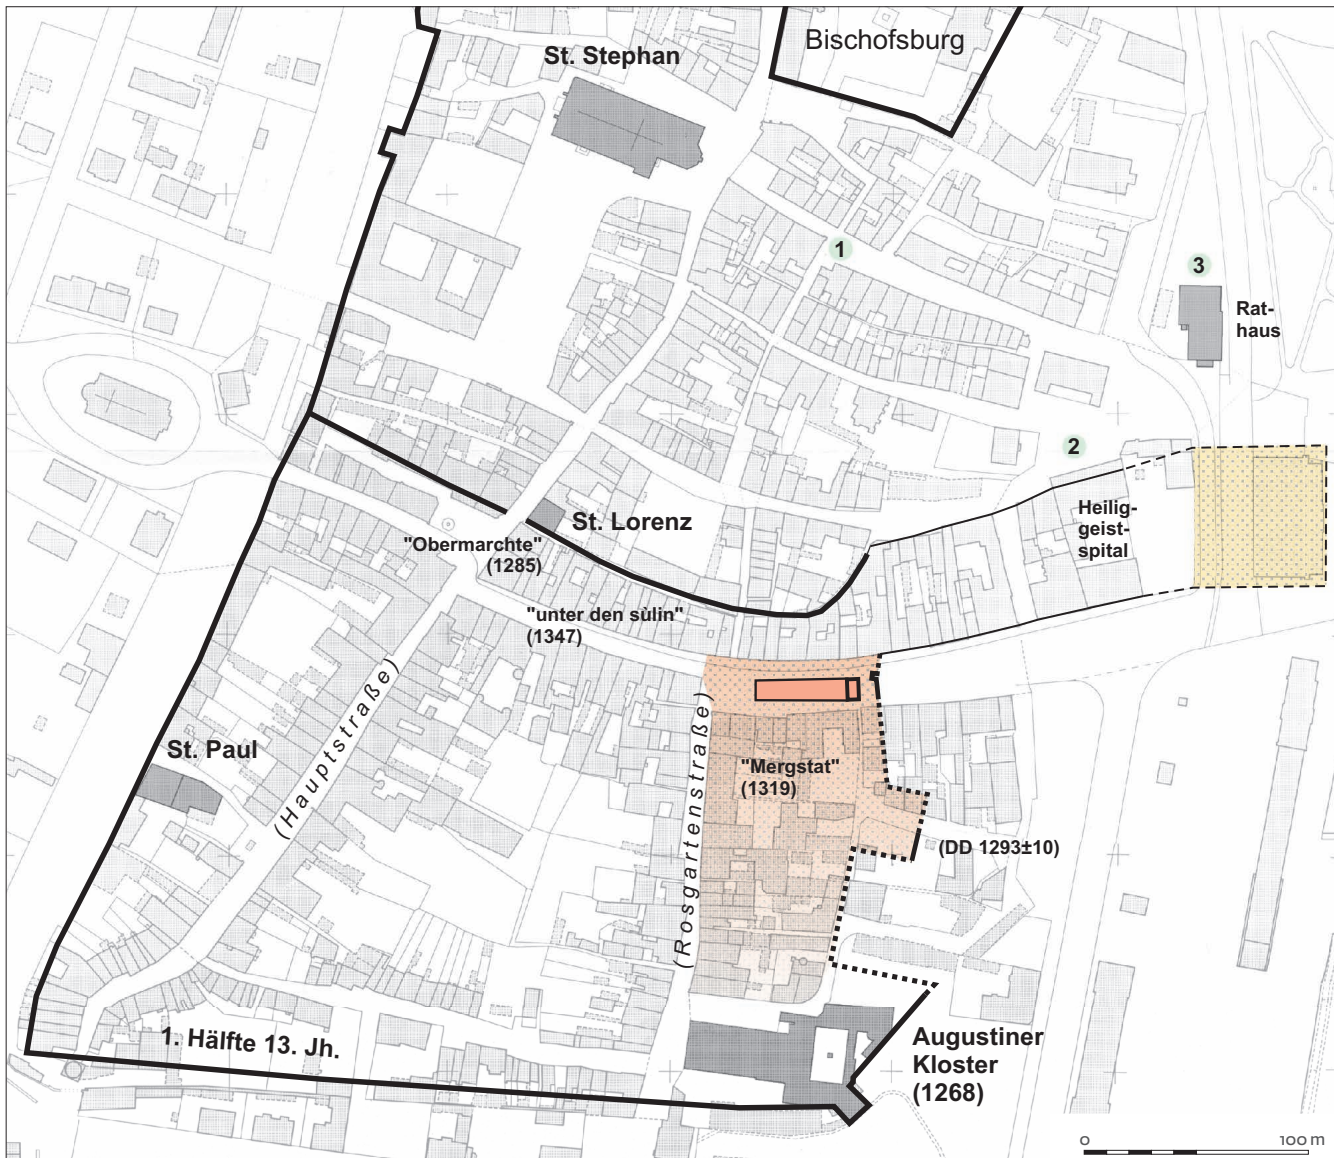 Bischofsburg
St. Stephan
1
3
Rat-
haus
2
Heilig-
geist-
spital
St. Lorenz
"Obermarchte"
(1285)
"unter den sůlin"
(1347)
(Hauptstraße)
(Rosgartenstraße)
St. Paul
"Mergstat"
(1319)
(DD 1293±10)
1. Hälfte 13. Jh.
Augustiner
Kloster
(1268)
0 100 m